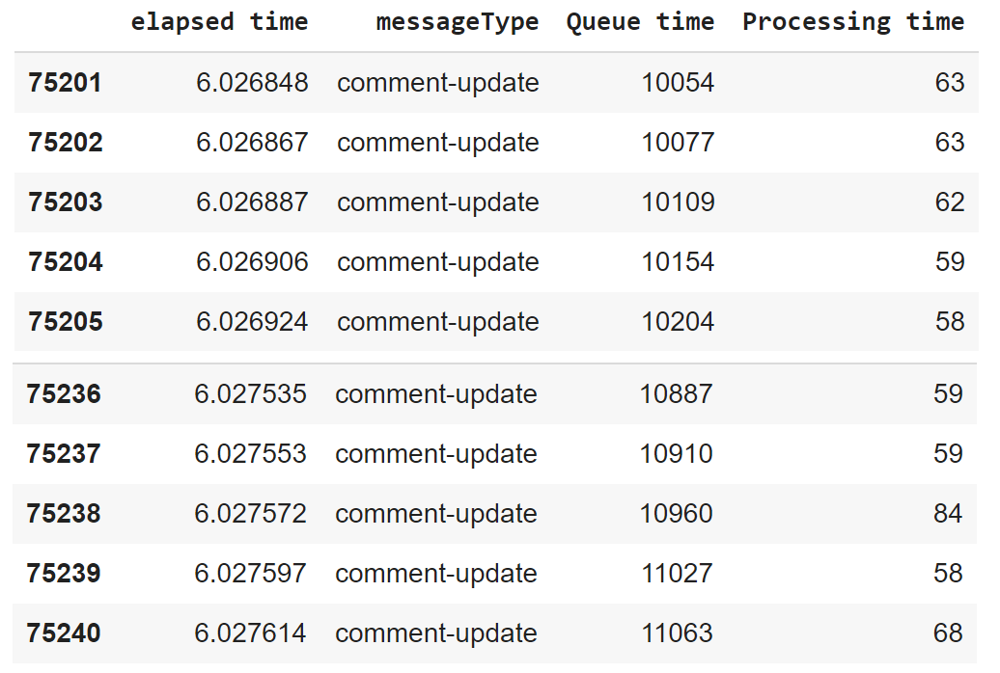 elapsed time messageType Queue time Processing time
75201 6.026848 comment-update 10054 63
75202 6.026867 comment-update 10077 63
75203 6.026887 comment-update 10109 62
75204 6.026906 comment-update 10154 59
75205 6.026924 comment-update 10204 58
75236 6.027535 comment-update 10887 59
75237 6.027553 comment-update 10910 59
75238 6.027572 comment-update 10960 84
75239 6.027597 comment-update 11027 58
75240 6.027614 comment-update 11063 68